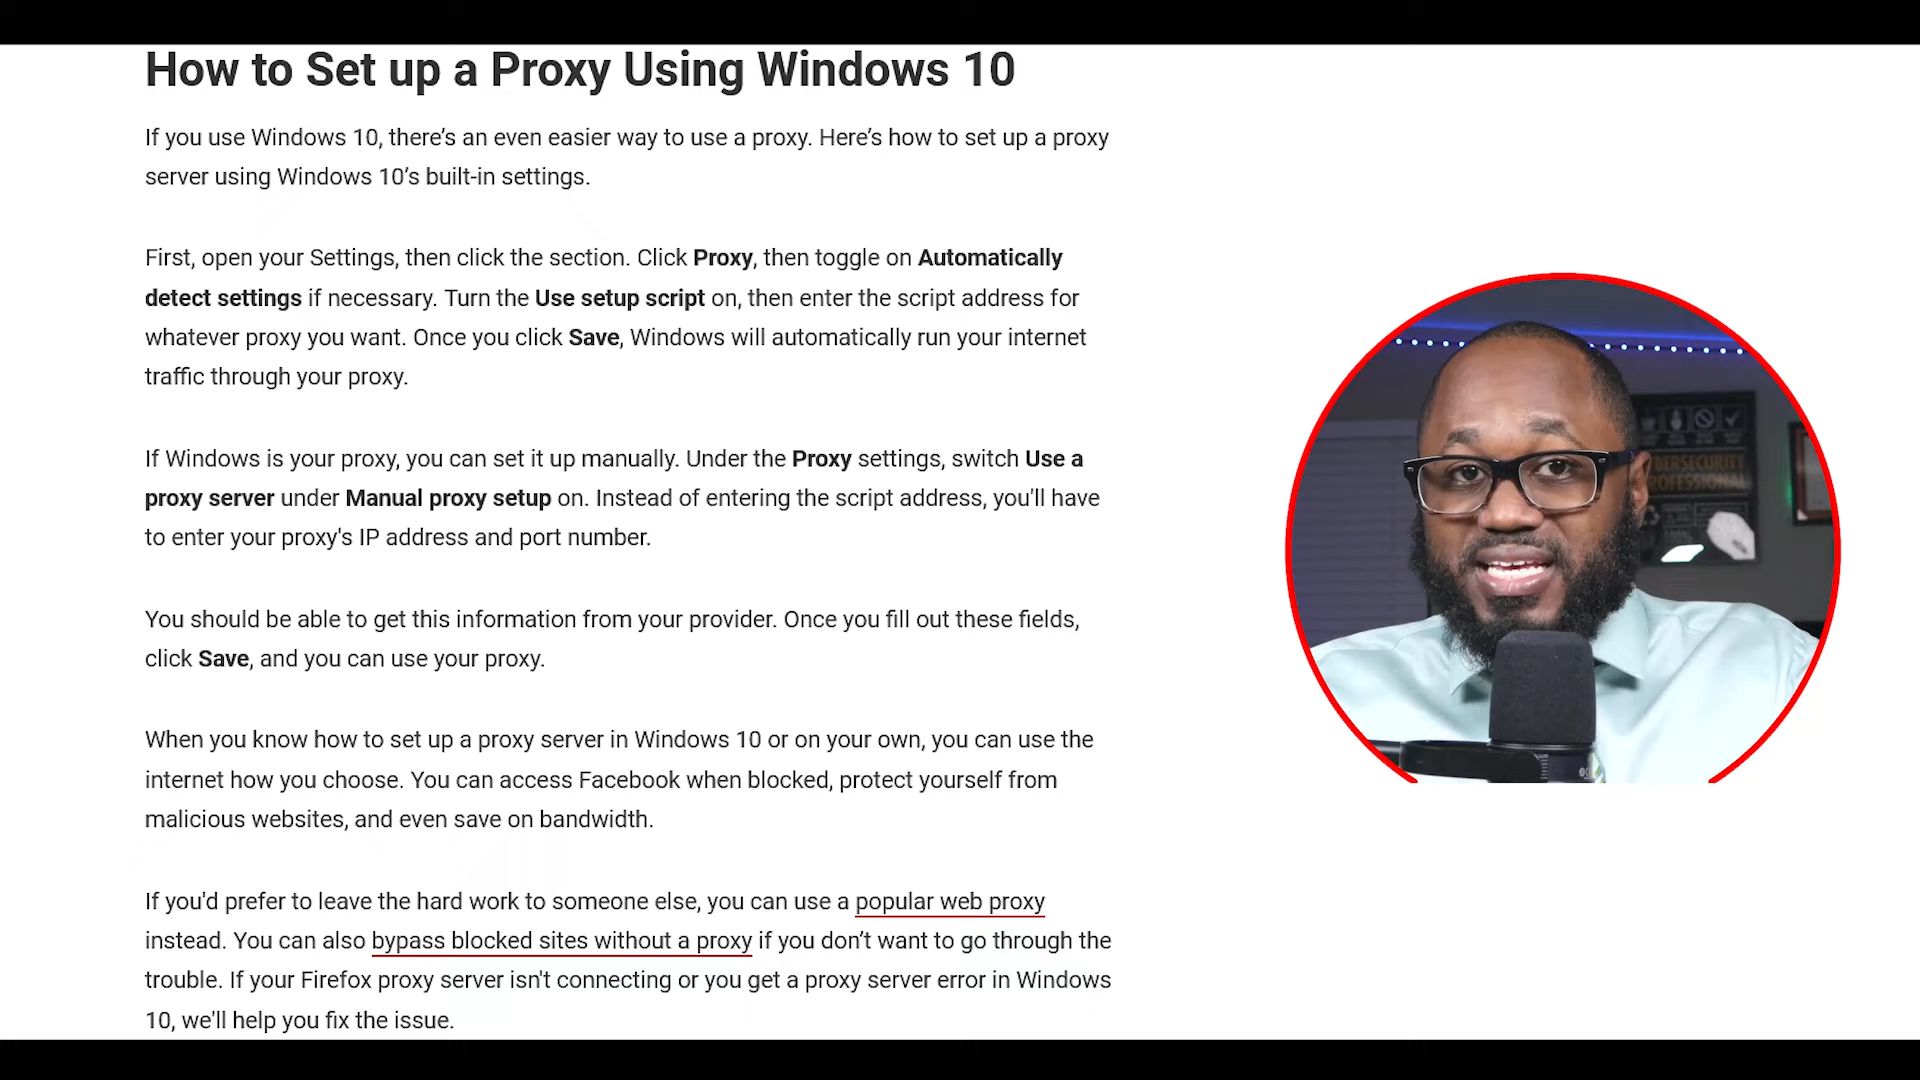 How to Set up a Proxy Using Windows 10
If you use Windows 10, there’s an even easier way to use a proxy. Here’s how to set up a proxy
server using Windows 10’s built-in settings.
First, open your Settings, then click the section. Click Proxy, then toggle on Automatically
detect settings if necessary. Turn the Use setup script on, then enter the script address for
whatever proxy you want. Once you click Save, Windows will automatically run your internet
traffic through your proxy.
If Windows is your proxy, you can set it up manually. Under the Proxy settings, switch Use a
proxy server under Manual proxy setup on. Instead of entering the script address, you'll have
to enter your proxy's IP address and port number.
You should be able to get this information from your provider. Once you fill out these fields,
click Save, and you can use your proxy.
When you know how to set up a proxy server in Windows 10 or on your own, you can use the
internet how you choose. You can access Facebook when blocked, protect yourself from
malicious websites, and even save on bandwidth.
If you'd prefer to leave the hard work to someone else, you can use a popular web proxy
instead. You can also bypass blocked sites without a proxy if you don’t want to go through the
trouble. If your Firefox proxy server isn't connecting or you get a proxy server error in Windows
10, we'll help you fix the issue.
BERSECURITY
ROFESSIONAL